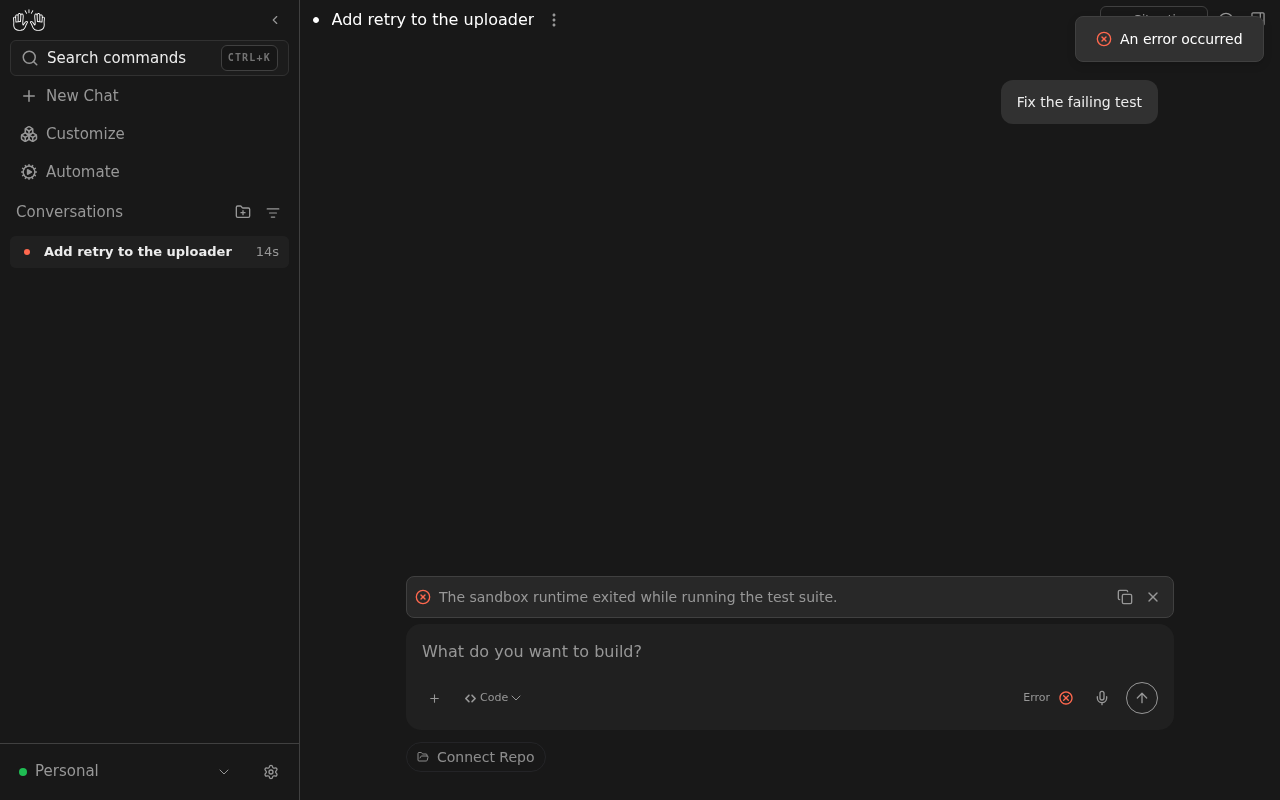 Add retry to the uploader
An error occurred
Search commands
CTRL+K
New Chat
Customize
Automate
Conversations
Add retry to the uploader
14s
Fix the failing test
The sandbox runtime exited while running the test suite.
What do you want to build?
Code
Error
Connect Repo
Personal